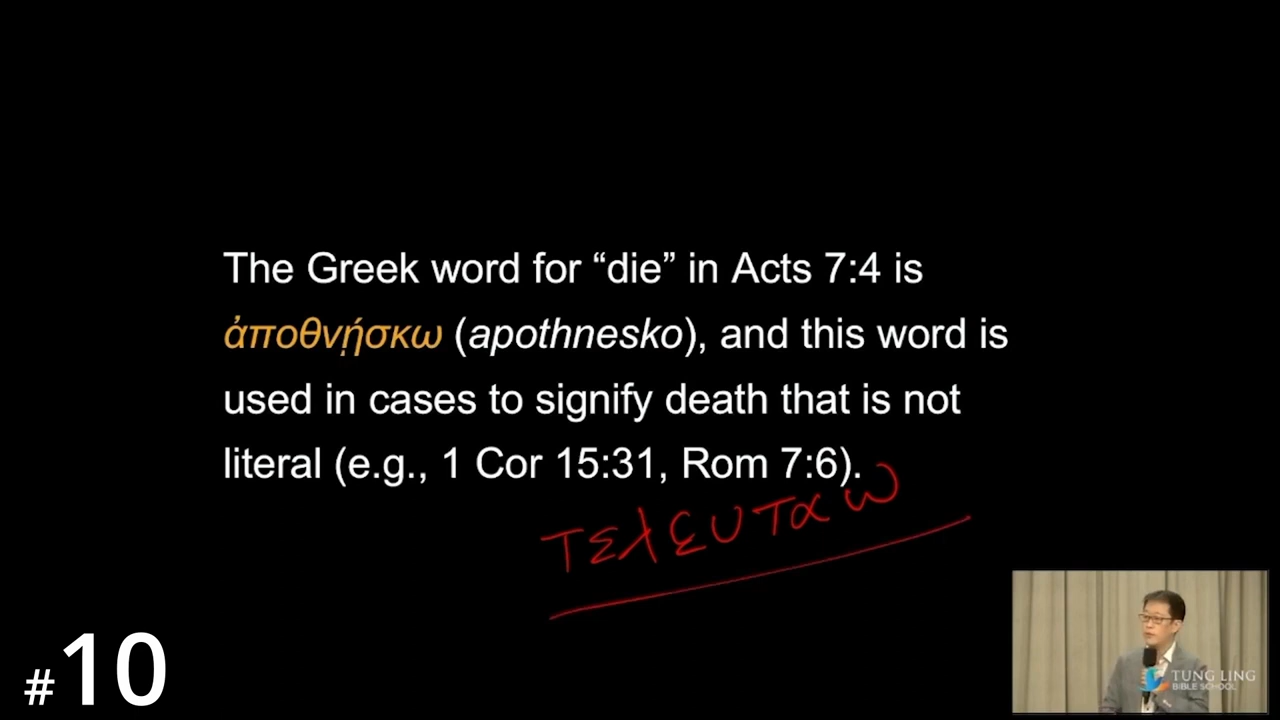 The Greek word for “die” in Acts 7:4 is
ἀποθνῄσκω (apothnesko), and this word is
used in cases to signify death that is not
literal (e.g., 1 Cor 15:31, Rom 7:6).
τελευταω
#10
TUNG LING
BIBLE SCHOOL